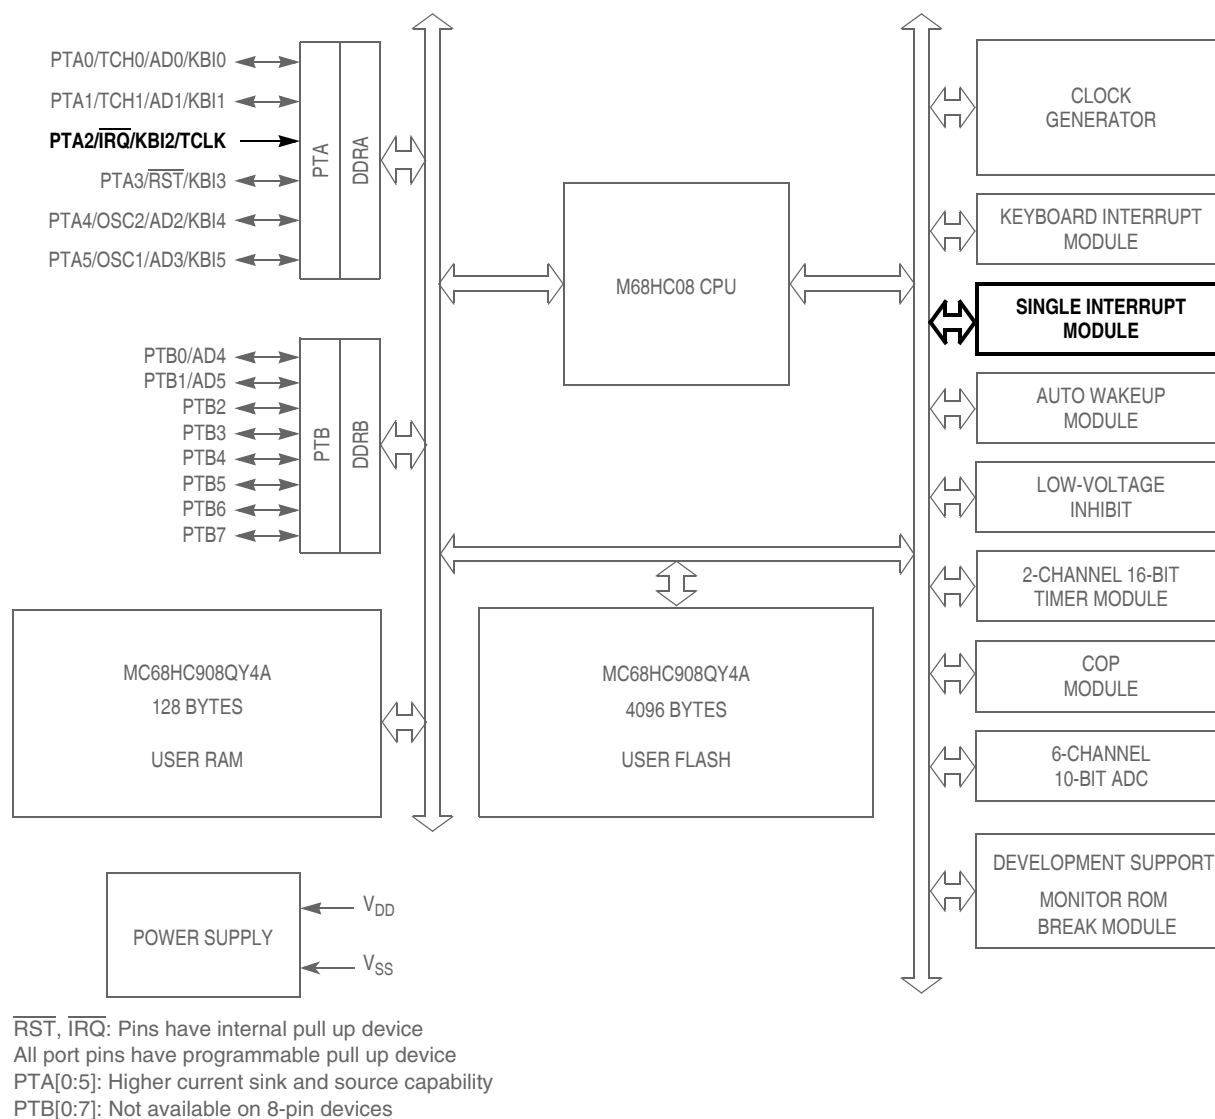 PTA0/TCH0/AD0/KBI0
PTA1/TCH1/AD1/KBI1
PTA2/I̅R̅Q̅/KBI2/TCLK
PTA3/R̅S̅T̅/KBI3
PTA4/OSC2/AD2/KBI4
PTA5/OSC1/AD3/KBI5
PTA
DDRA
PTB0/AD4
PTB1/AD5
PTB2
PTB3
PTB4
PTB5
PTB6
PTB7
PTB
DDRB
M68HC08 CPU
CLOCK
GENERATOR
KEYBOARD INTERRUPT
MODULE
SINGLE INTERRUPT
MODULE
AUTO WAKEUP
MODULE
LOW-VOLTAGE
INHIBIT
2-CHANNEL 16-BIT
TIMER MODULE
COP
MODULE
6-CHANNEL
10-BIT ADC
DEVELOPMENT SUPPORT
MONITOR ROM
BREAK MODULE
MC68HC908QY4A
128 BYTES
USER RAM
MC68HC908QY4A
4096 BYTES
USER FLASH
POWER SUPPLY
VDD
VSS
R̅S̅T̅, I̅R̅Q̅: Pins have internal pull up device
All port pins have programmable pull up device
PTA[0:5]: Higher current sink and source capability
PTB[0:7]: Not available on 8-pin devices